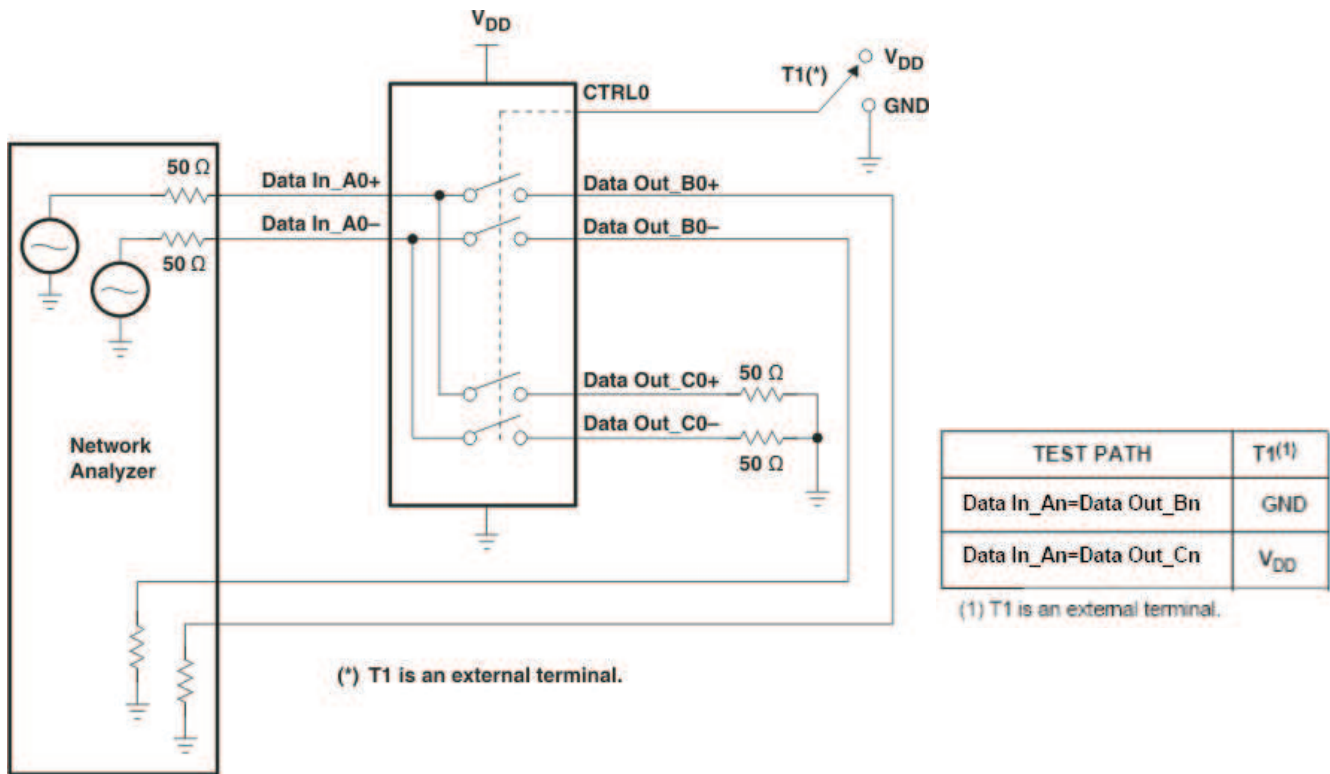 VDD
VDD
T1(*)
CTRL0
GND
50 Ω
Data In_A0+
Data Out_B0+
Data In_A0–
Data Out_B0–
50 Ω
Data Out_C0+
50 Ω
Data Out_C0–
50 Ω
Network
Analyzer
TEST PATH T1(1)
Data In_An=Data Out_Bn GND
Data In_An=Data Out_Cn VDD
(1) T1 is an external terminal.
(*) T1 is an external terminal.